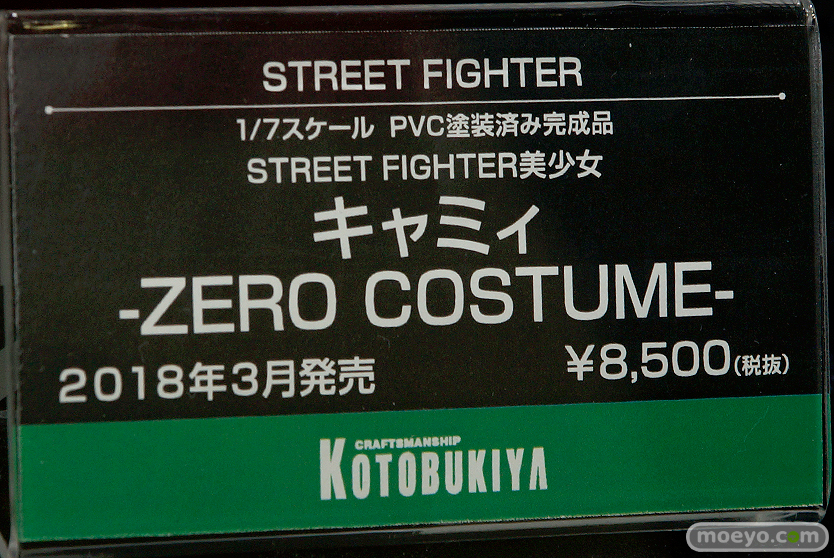 STREET FIGHTER
1/7スケール PVC塗装済み完成品
STREET FIGHTER美少女
キャミィ
-ZERO COSTUME-
2018年3月発売
¥8,500(税抜)
CRAFTSMANSHIP
KOTOBUKIYA
moeyo.com